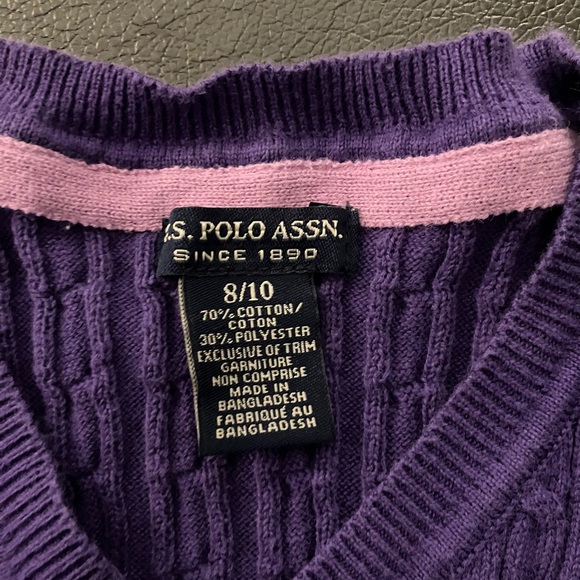 .S. POLO ASSN.
SINCE 1890
8/10
70% COTTON/
COTON
30% POLYESTER
EXCLUSIVE OF TRIM
GARNITURE
NON COMPRISE
MADE IN
BANGLADESH
FABRIQUÉ AU
BANGLADESH